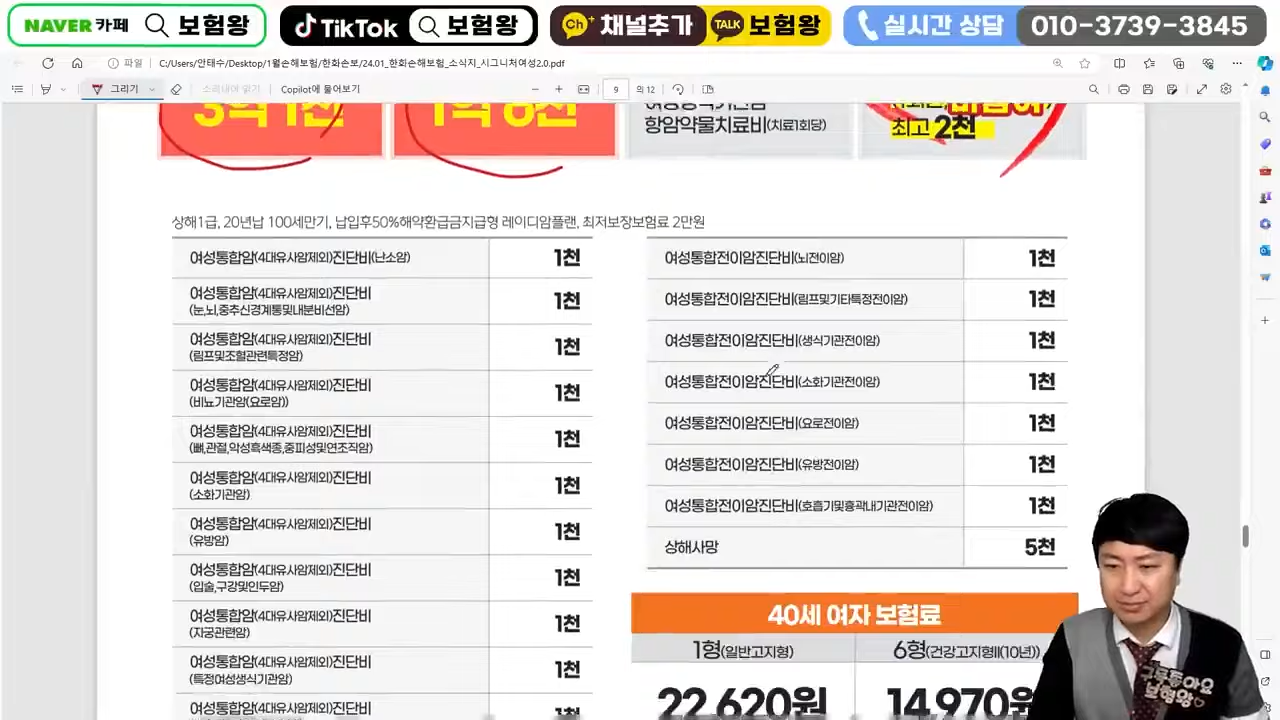 NAVER 카페 보험왕
TikTok 보험왕
Ch+ 채널추가 TALK 보험왕
실시간 상담 010-3739-3845
파일 C:/Users/안태수/Desktop/1월손해보험/한화손보/24.01_한화손해보험_소식지_시그니처여성2.0.pdf
그리기 소리내어 읽기 Copilot에 물어보기 9 의 12
3억 1천
항암약물치료비(치료1회당)
최고 2천
상해1급, 20년납 100세만기, 납입후50%해약환급금지급형 레이디암플랜, 최저보장보험료 2만원
여성통합암(4대유사암제외)진단비(난소암) 1천
여성통합암(4대유사암제외)진단비
(눈,뇌,중추신경계통및내분비선암) 1천
여성통합암(4대유사암제외)진단비
(림프및조혈관련특정암) 1천
여성통합암(4대유사암제외)진단비
(비뇨기관암(요로암)) 1천
여성통합암(4대유사암제외)진단비
(뼈,관절,악성흑색종,중피성및연조직암) 1천
여성통합암(4대유사암제외)진단비
(소화기관암) 1천
여성통합암(4대유사암제외)진단비
(유방암) 1천
여성통합암(4대유사암제외)진단비
(입술,구강및인두암) 1천
여성통합암(4대유사암제외)진단비
(자궁관련암) 1천
여성통합암(4대유사암제외)진단비
(특정여성생식기관암) 1천
여성통합암(4대유사암제외)진단비 1천
여성통합전이암진단비(뇌전이암) 1천
여성통합전이암진단비(림프및기타특정전이암) 1천
여성통합전이암진단비(생식기관전이암) 1천
여성통합전이암진단비(소화기관전이암) 1천
여성통합전이암진단비(요로전이암) 1천
여성통합전이암진단비(유방전이암) 1천
여성통합전이암진단비(호흡기및흉곽내기관전이암) 1천
상해사망 5천
40세 여자 보험료
1형(일반고지형) 6형(건강고지형Ⅱ(10년))
22,620원 14,970원
구독좋아요
보험왕♡